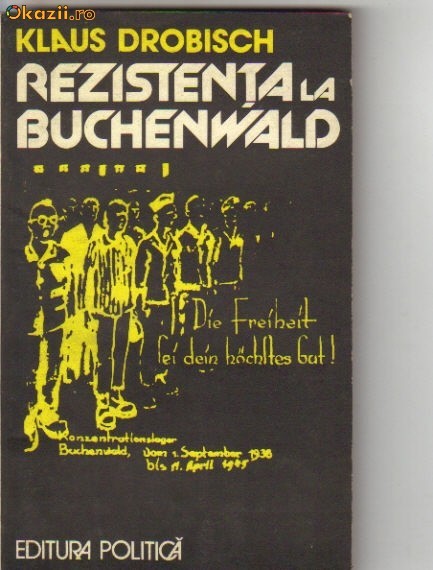 Okazii.ro
KLAUS DROBISCH
REZISTENȚA LA
BUCHENWALD
Die Freiheit
sei dein höchstes Gut!
Konzentrationslager
Buchenwald, vom 1. September 1938
bis 11. April 1945
EDITURA POLITICĂ